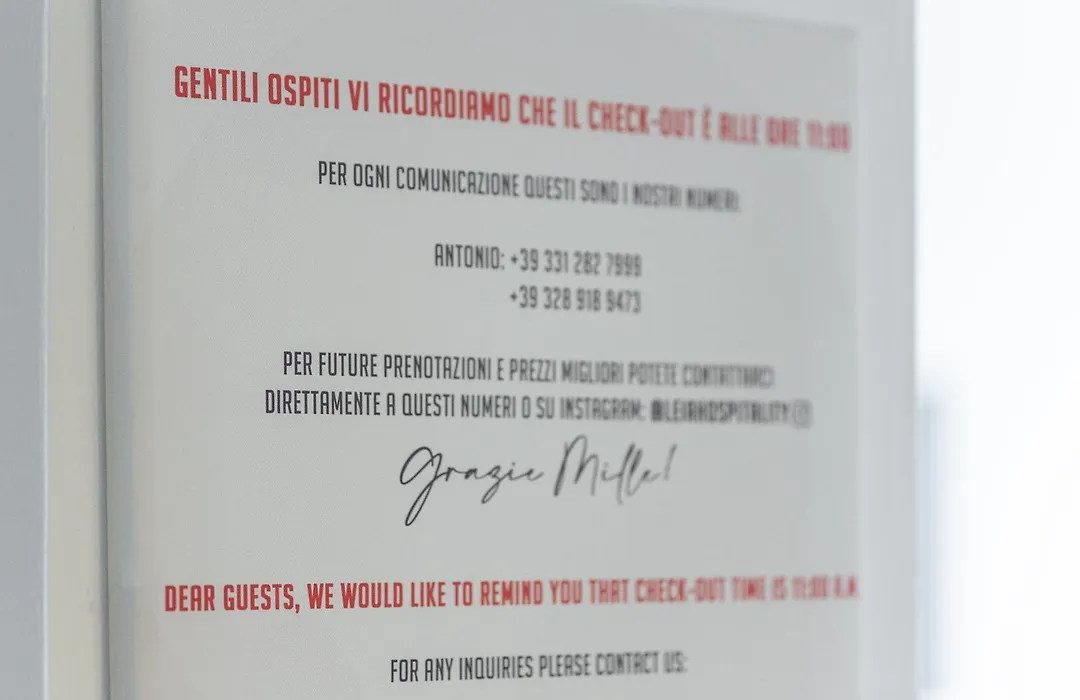 GENTILI OSPITI VI RICORDIAMO CHE IL CHECK-OUT È ALLE ORE 11:00
PER OGNI COMUNICAZIONE QUESTI SONO I NOSTRI NUMERI:
ANTONIO: +39 331 282 7999
+39 328 918 9473
PER FUTURE PRENOTAZIONI E PREZZI MIGLIORI POTETE CONTATTARCI
DIRETTAMENTE A QUESTI NUMERI O SU INSTAGRAM: @LEIAHOSPITALITY
Grazie Mille!
DEAR GUESTS, WE WOULD LIKE TO REMIND YOU THAT CHECK-OUT TIME IS 11:00 A.M
FOR ANY INQUIRIES PLEASE CONTACT US: